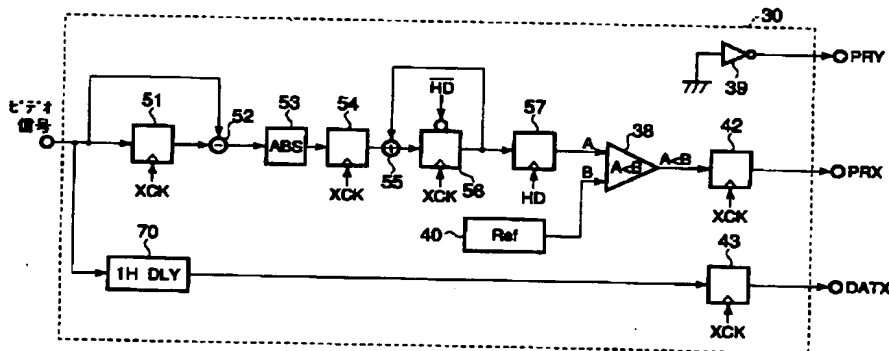 30
PRY
39
ビデオ
信号
51
52
53
54
HD
57
ABS
55
56
38
A
B
A<B
A<B
42
PRX
XCK
XCK
XCK
HD
XCK
40
Ref
70
1H DLY
43
DATX
XCK